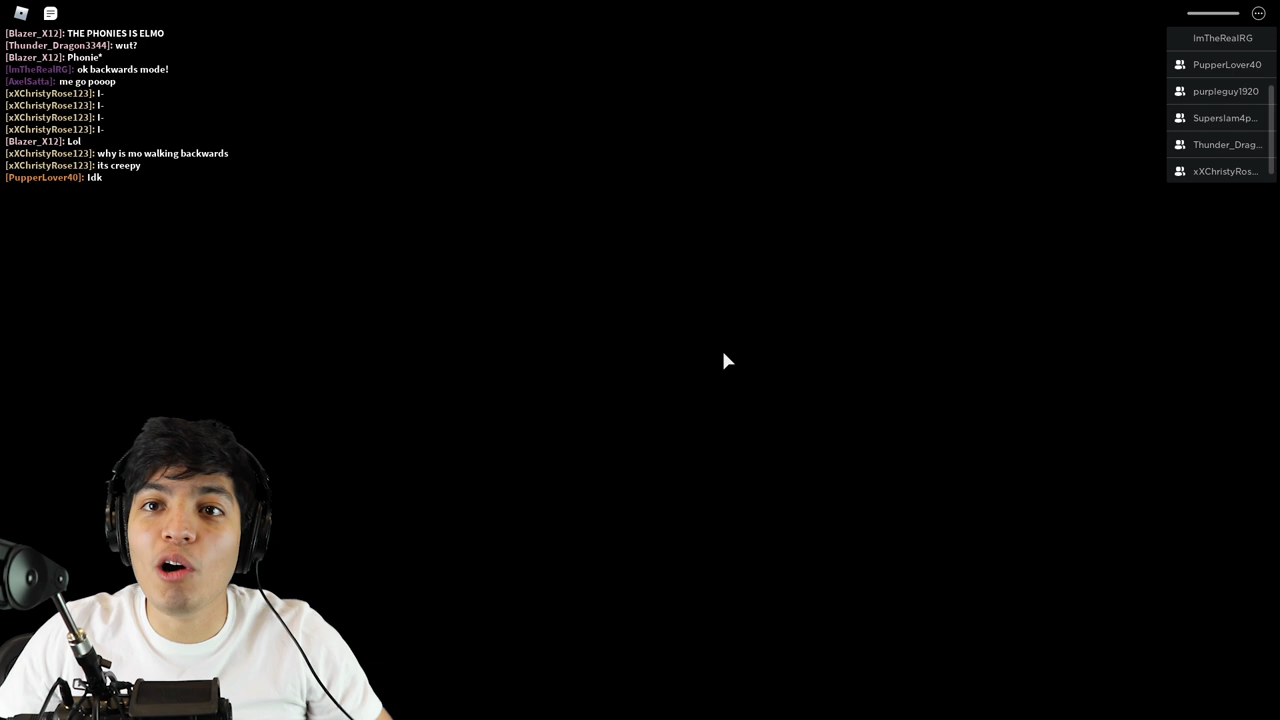 [Blazer_X12]: THE PHONIES IS ELMO
[Thunder_Dragon3344]: wut?
[Blazer_X12]: Phonie*
[ImTheRealRG]: ok backwards mode!
[AxelSatta]: me go pooop
[xXChristyRose123]: I-
[xXChristyRose123]: I-
[xXChristyRose123]: I-
[xXChristyRose123]: I-
[Blazer_X12]: Lol
[xXChristyRose123]: why is mo walking backwards
[xXChristyRose123]: its creepy
[PupperLover40]: Idk
ImTheRealRG
PupperLover40
purpleguy1920
Superslam4p...
Thunder_Drag...
xXChristyRos...